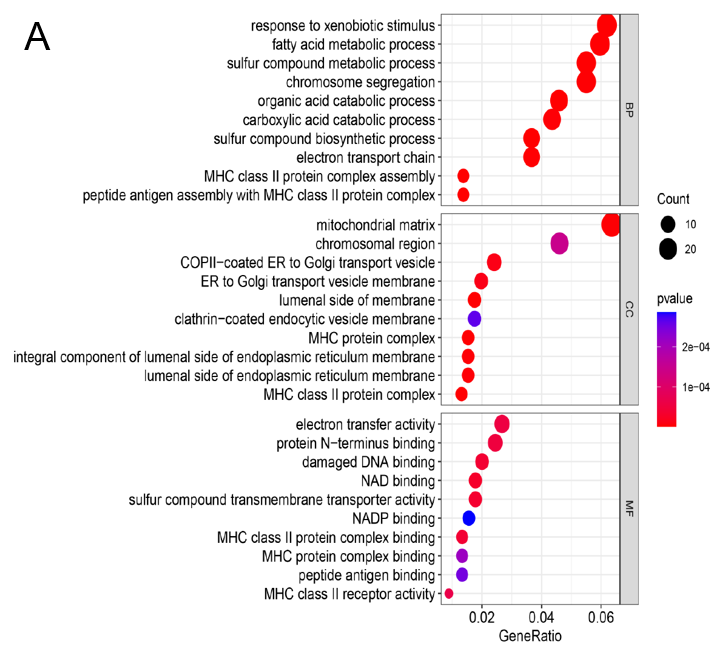 A
response to xenobiotic stimulus
fatty acid metabolic process
sulfur compound metabolic process
chromosome segregation
organic acid catabolic process
carboxylic acid catabolic process
sulfur compound biosynthetic process
electron transport chain
MHC class II protein complex assembly
peptide antigen assembly with MHC class II protein complex
BP
mitochondrial matrix
chromosomal region
COPII-coated ER to Golgi transport vesicle
ER to Golgi transport vesicle membrane
lumenal side of membrane
clathrin-coated endocytic vesicle membrane
MHC protein complex
integral component of lumenal side of endoplasmic reticulum membrane
lumenal side of endoplasmic reticulum membrane
MHC class II protein complex
CC
electron transfer activity
protein N-terminus binding
damaged DNA binding
NAD binding
sulfur compound transmembrane transporter activity
NADP binding
MHC class II protein complex binding
MHC protein complex binding
peptide antigen binding
MHC class II receptor activity
MF
0.02 0.04 0.06
GeneRatio
Count
10
20
pvalue
2e-04
1e-04